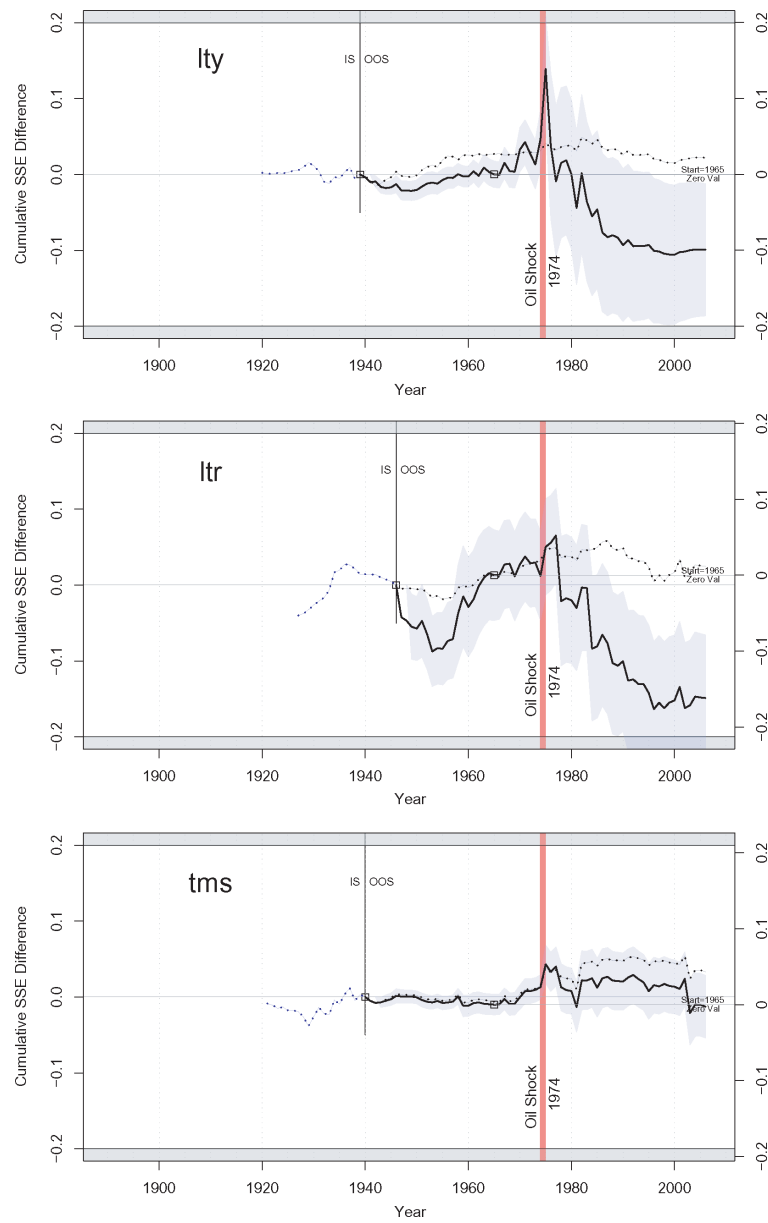 lty
IS OOS
Cumulative SSE Difference
0.2
0.1
0.0
−0.1
−0.2
0.2
0.1
0
−0.1
−0.2
Start=1965
Zero Val
Oil Shock
1974
1900 1920 1940 1960 1980 2000
Year
ltr
IS OOS
Cumulative SSE Difference
0.2
0.1
0.0
−0.1
−0.2
0.2
0.1
0
−0.1
−0.2
Start=1965
Zero Val
Oil Shock
1974
1900 1920 1940 1960 1980 2000
Year
tms
IS OOS
Cumulative SSE Difference
0.2
0.1
0.0
−0.1
−0.2
0.2
0.1
0
−0.1
−0.2
Start=1965
Zero Val
Oil Shock
1974
1900 1920 1940 1960 1980 2000
Year